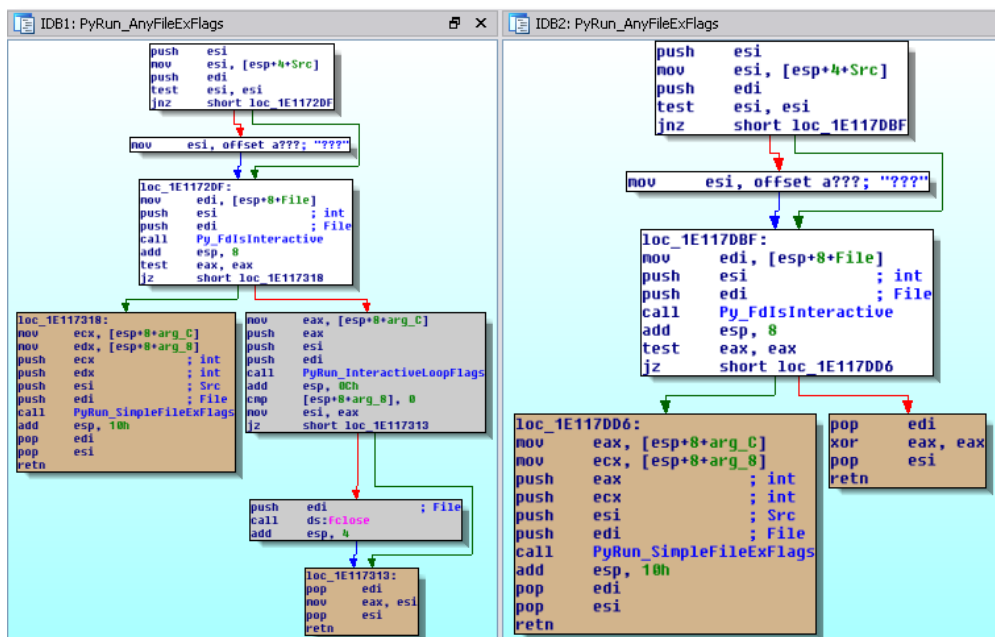 IDB1: PyRun_AnyFileExFlags
push esi
mov esi, [esp+4+Src]
push edi
test esi, esi
jnz short loc_1E1172DF
mov esi, offset a???; "???"
loc_1E1172DF:
mov edi, [esp+8+File]
push esi ; int
push edi ; File
call Py_FdIsInteractive
add esp, 8
test eax, eax
jz short loc_1E117318
loc_1E117318:
mov ecx, [esp+8+arg_C]
mov edx, [esp+8+arg_8]
push ecx ; int
push edx ; int
push esi ; Src
push edi ; File
call PyRun_SimpleFileExFlags
add esp, 10h
pop edi
pop esi
retn
mov eax, [esp+8+arg_C]
push eax
push esi
push edi
call PyRun_InteractiveLoopFlags
add esp, 0Ch
cmp [esp+8+arg_8], 0
mov esi, eax
jz short loc_1E117313
push edi ; File
call ds:fclose
add esp, 4
loc_1E117313:
pop edi
mov eax, esi
pop esi
retn
IDB2: PyRun_AnyFileExFlags
push esi
mov esi, [esp+4+Src]
push edi
test esi, esi
jnz short loc_1E117DBF
mov esi, offset a???; "???"
loc_1E117DBF:
mov edi, [esp+8+File]
push esi ; int
push edi ; File
call Py_FdIsInteractive
add esp, 8
test eax, eax
jz short loc_1E117DD6
loc_1E117DD6:
mov eax, [esp+8+arg_C]
mov ecx, [esp+8+arg_8]
push eax ; int
push ecx ; int
push esi ; Src
push edi ; File
call PyRun_SimpleFileExFlags
add esp, 10h
pop edi
pop esi
retn
pop edi
xor eax, eax
pop esi
retn